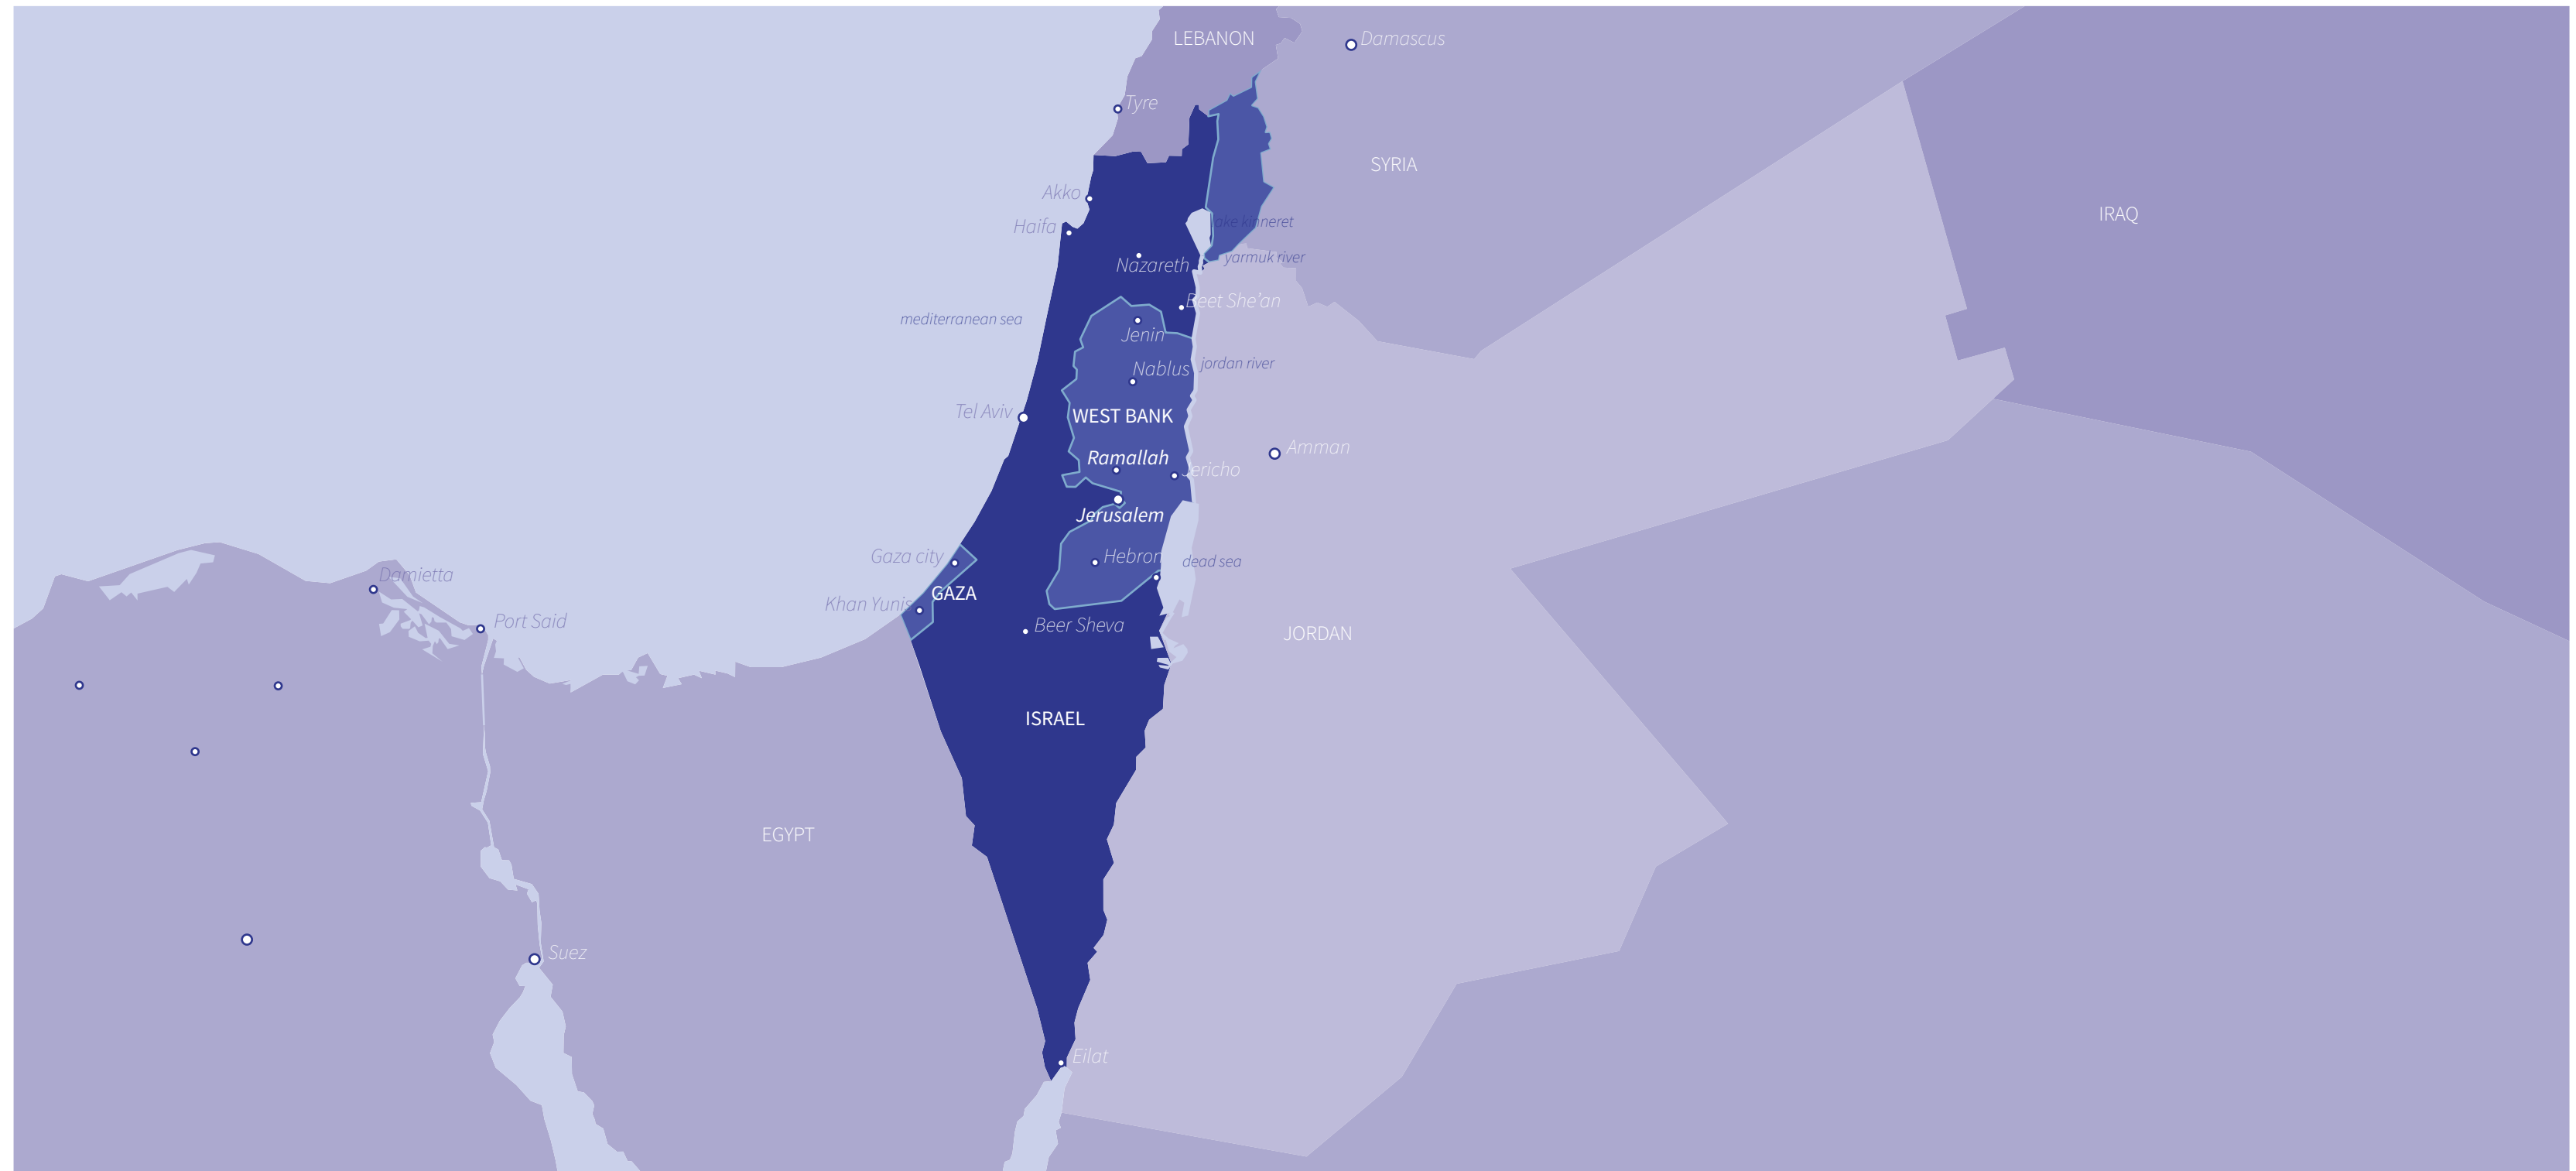 LEBANON
Damascus
Tyre
SYRIA
Akko
IRAQ
lake kinneret
Haifa
yarmuk river
Nazareth
Beet She'an
mediterranean sea
Jenin
jordan river
Nablus
Tel Aviv
WEST BANK
Amman
Ramallah
Jericho
Jerusalem
Gaza city
Hebron
dead sea
Damietta
GAZA
Khan Yunis
Port Said
Beer Sheva
JORDAN
ISRAEL
EGYPT
Suez
Eilat